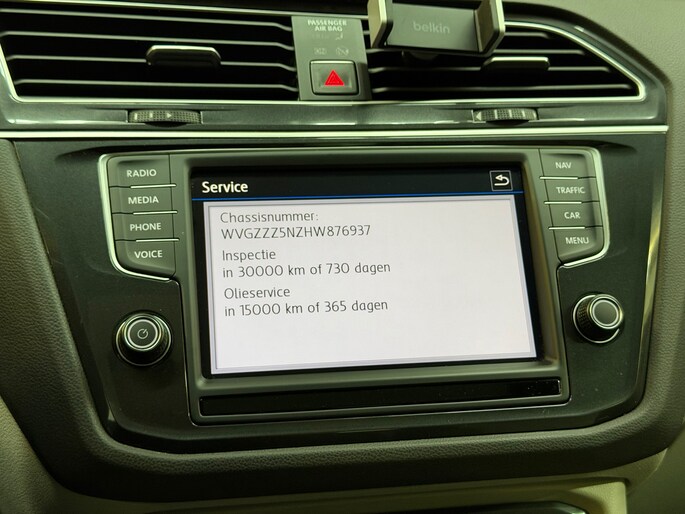 PASSENGER
AIR BAG
belkin
RADIO
MEDIA
PHONE
VOICE
Service
Chassisnummer:
WVGZZZ5NZHW876937
Inspectie
in 30000 km of 730 dagen
Olieservice
in 15000 km of 365 dagen
NAV
TRAFFIC
CAR
MENU